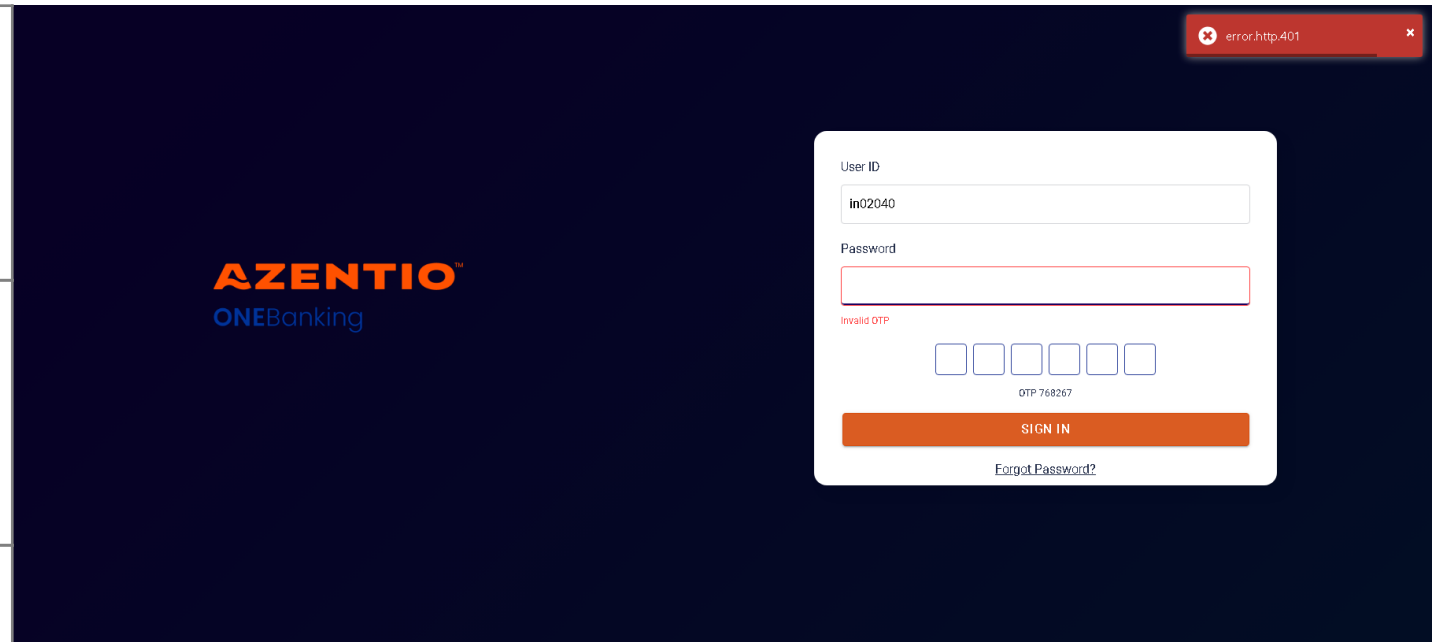 error.http.401
×
User ID
in02040
Password
AZENTIO™
ONEBanking
Invalid OTP
OTP 768267
SIGN IN
Forgot Password?